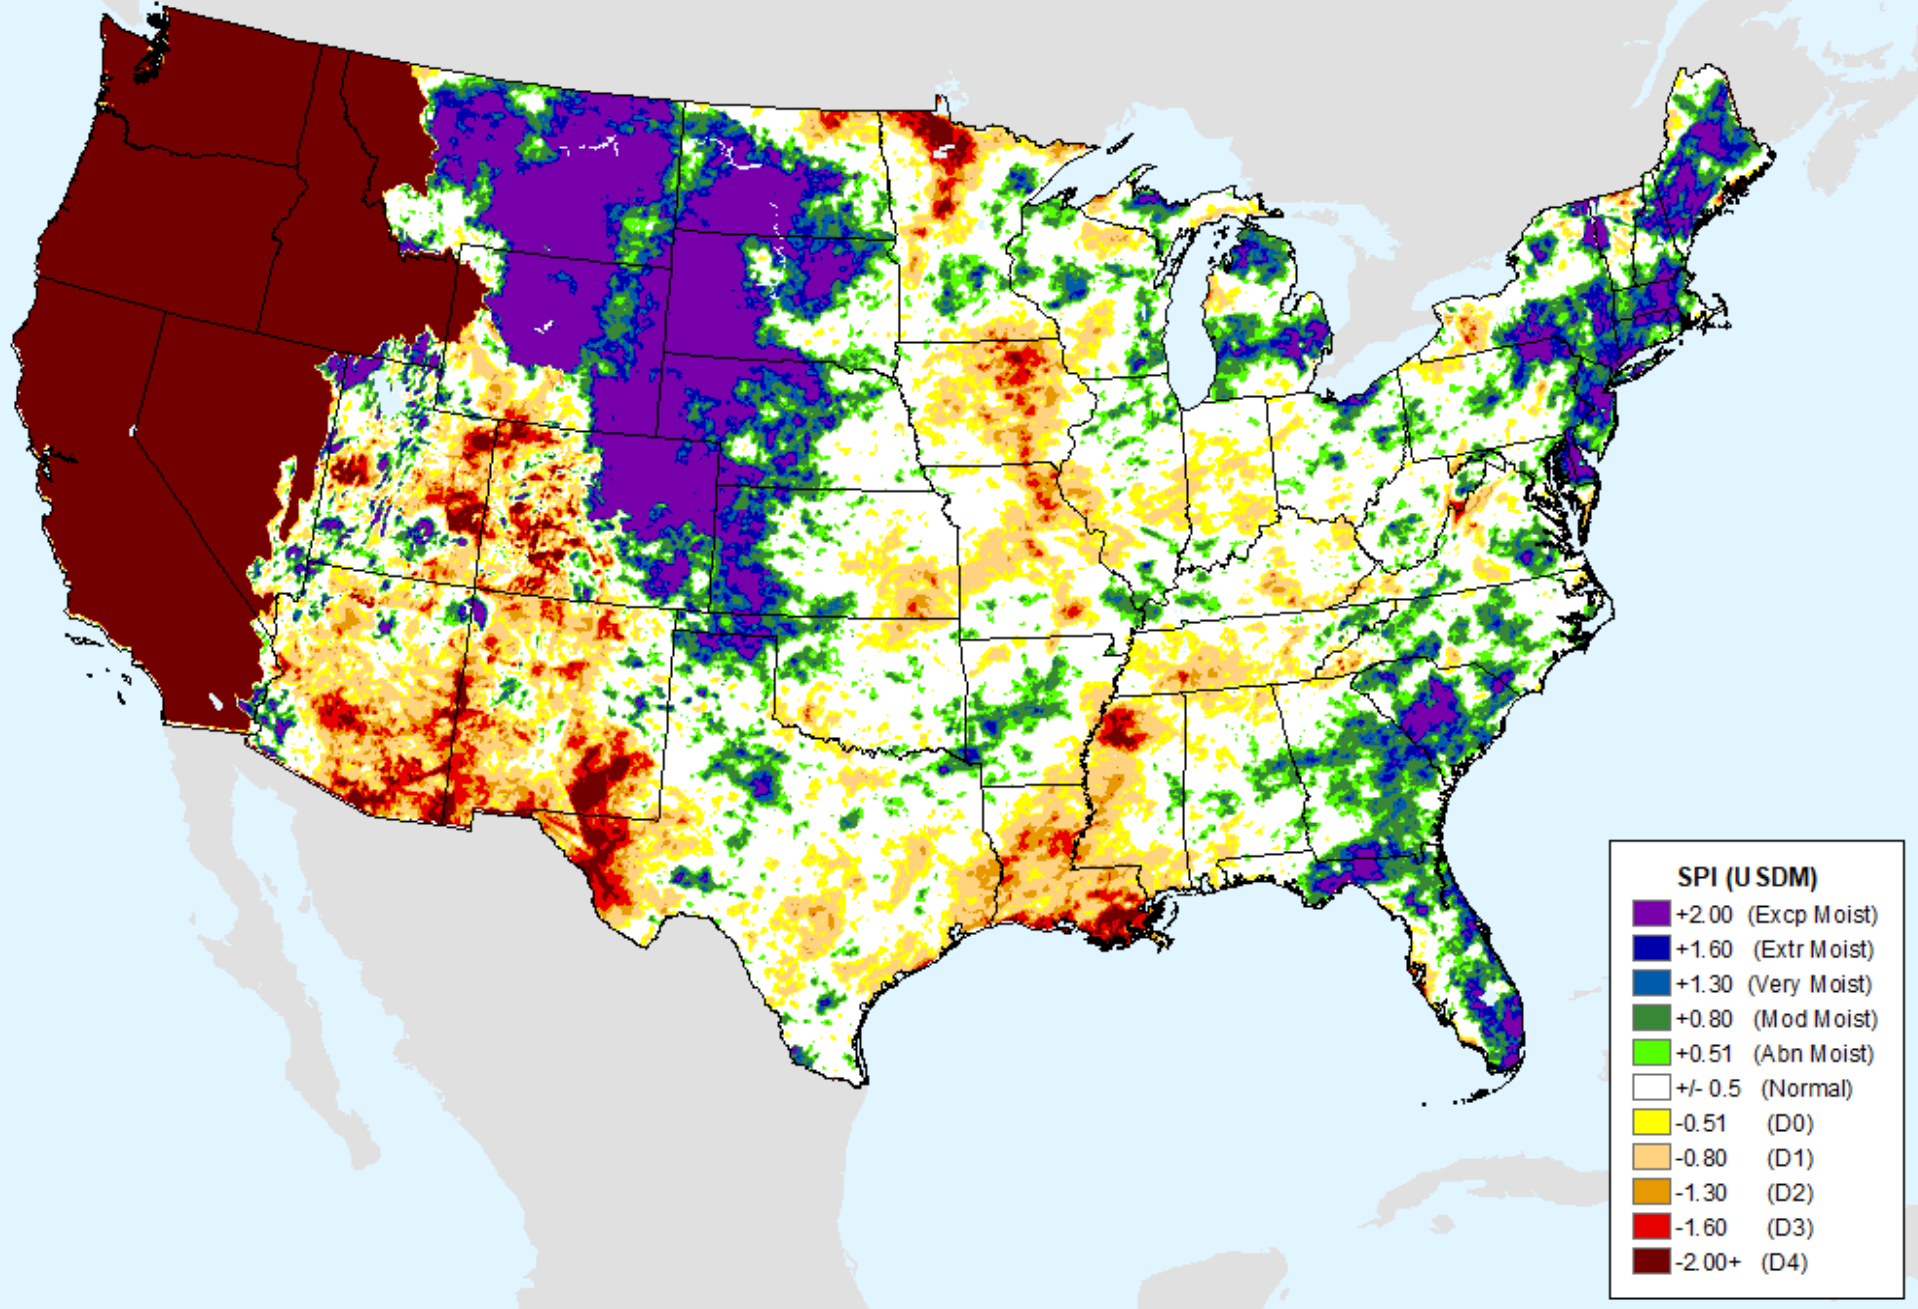 SPI (USDM)
+2.00 (Excp Moist)
+1.60 (Extr Moist)
+1.30 (Very Moist)
+0.80 (Mod Moist)
+0.51 (Abn Moist)
+/- 0.5 (Normal)
-0.51 (D0)
-0.80 (D1)
-1.30 (D2)
-1.60 (D3)
-2.00+ (D4)